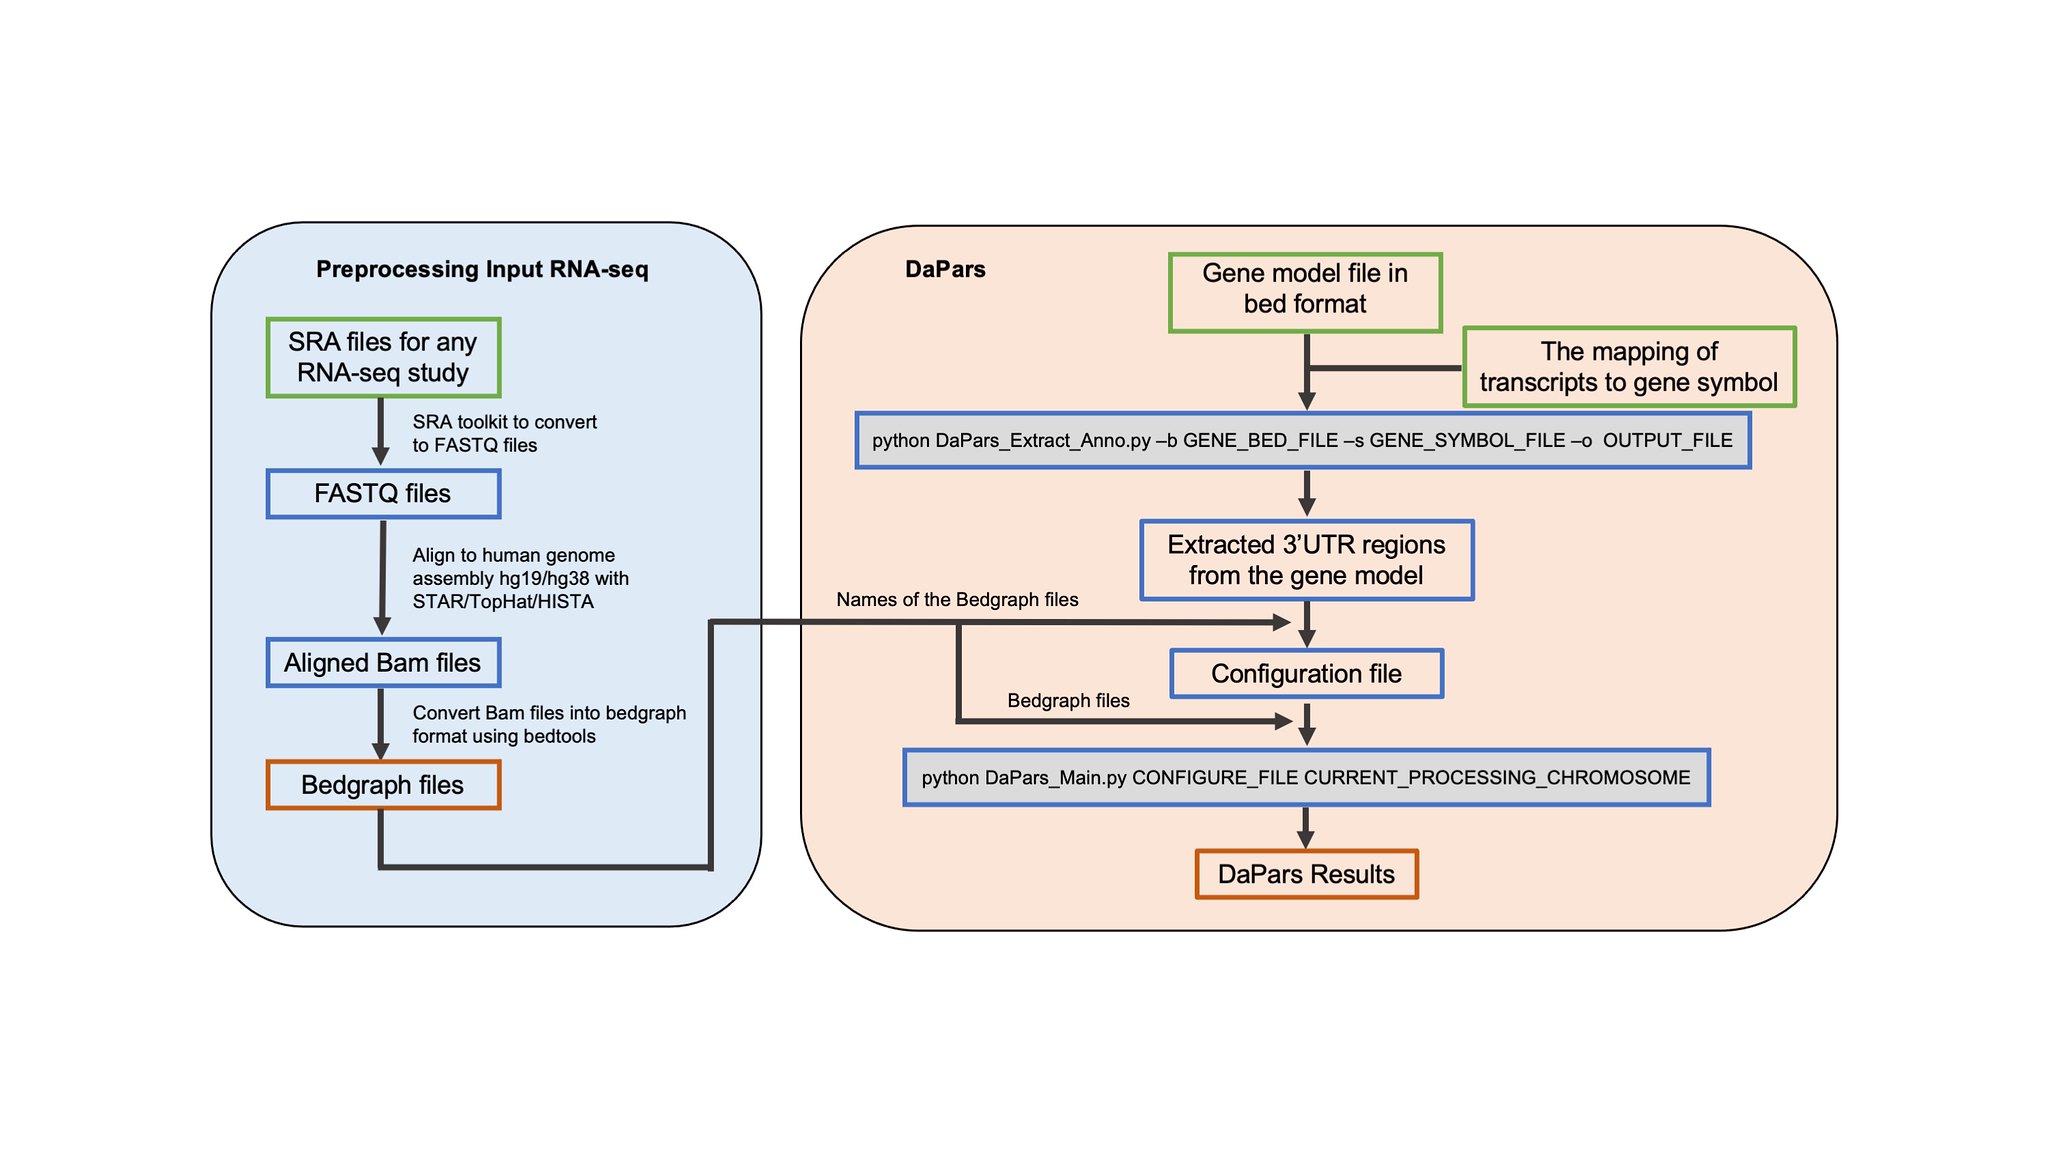 Preprocessing Input RNA-seq
SRA files for any
RNA-seq study
SRA toolkit to convert
to FASTQ files
FASTQ files
Align to human genome
assembly hg19/hg38 with
STAR/TopHat/HISTA
Aligned Bam files
Convert Bam files into bedgraph
format using bedtools
Bedgraph files
DaPars
Gene model file in
bed format
The mapping of
transcripts to gene symbol
python DaPars_Extract_Anno.py –b GENE_BED_FILE –s GENE_SYMBOL_FILE –o  OUTPUT_FILE
Extracted 3’UTR regions
from the gene model
Names of the Bedgraph files
Configuration file
Bedgraph files
python DaPars_Main.py CONFIGURE_FILE CURRENT_PROCESSING_CHROMOSOME
DaPars Results